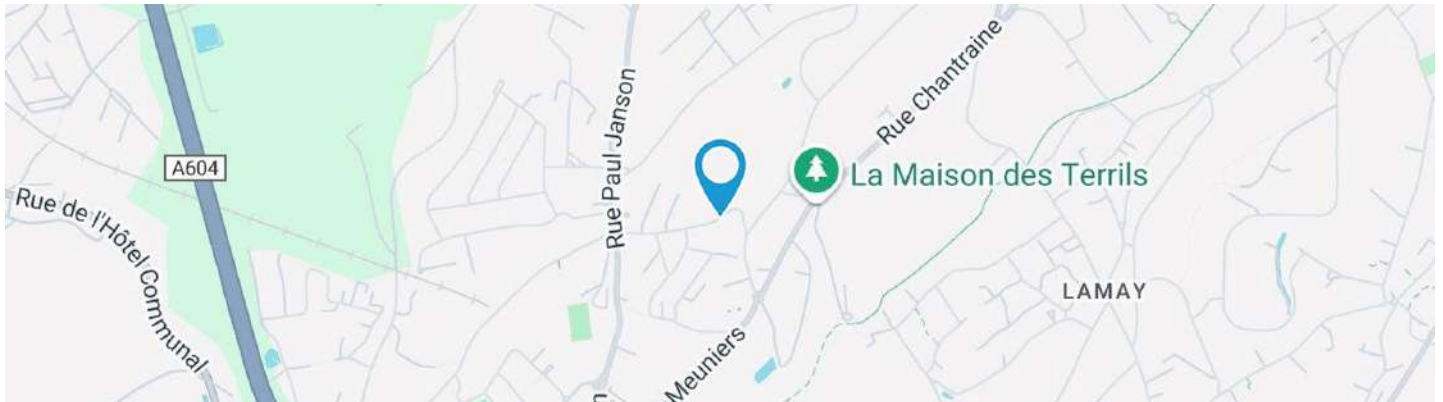 Rue Chantraine
Rue Paul Janson
A604
La Maison des Terrils
Rue de l'Hôtel Communal
LAMAY
Meuniers
n